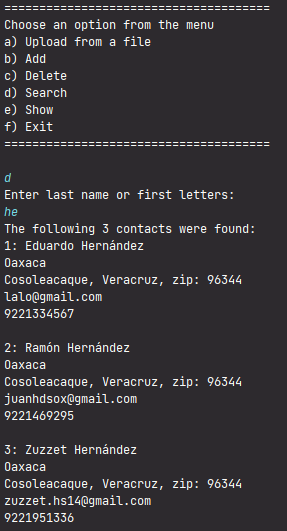 ======================================
Choose an option from the menu
a) Upload from a file
b) Add
c) Delete
d) Search
e) Show
f) Exit
======================================
d
Enter last name or first letters:
he
The following 3 contacts were found:
1: Eduardo Hernández
Oaxaca
Cosoleacaque, Veracruz, zip: 96344
lalo@gmail.com
9221334567
2: Ramón Hernández
Oaxaca
Cosoleacaque, Veracruz, zip: 96344
juanhdsox@gmail.com
9221469295
3: Zuzzet Hernández
Oaxaca
Cosoleacaque, Veracruz, zip: 96344
zuzzet.hs14@gmail.com
9221951336